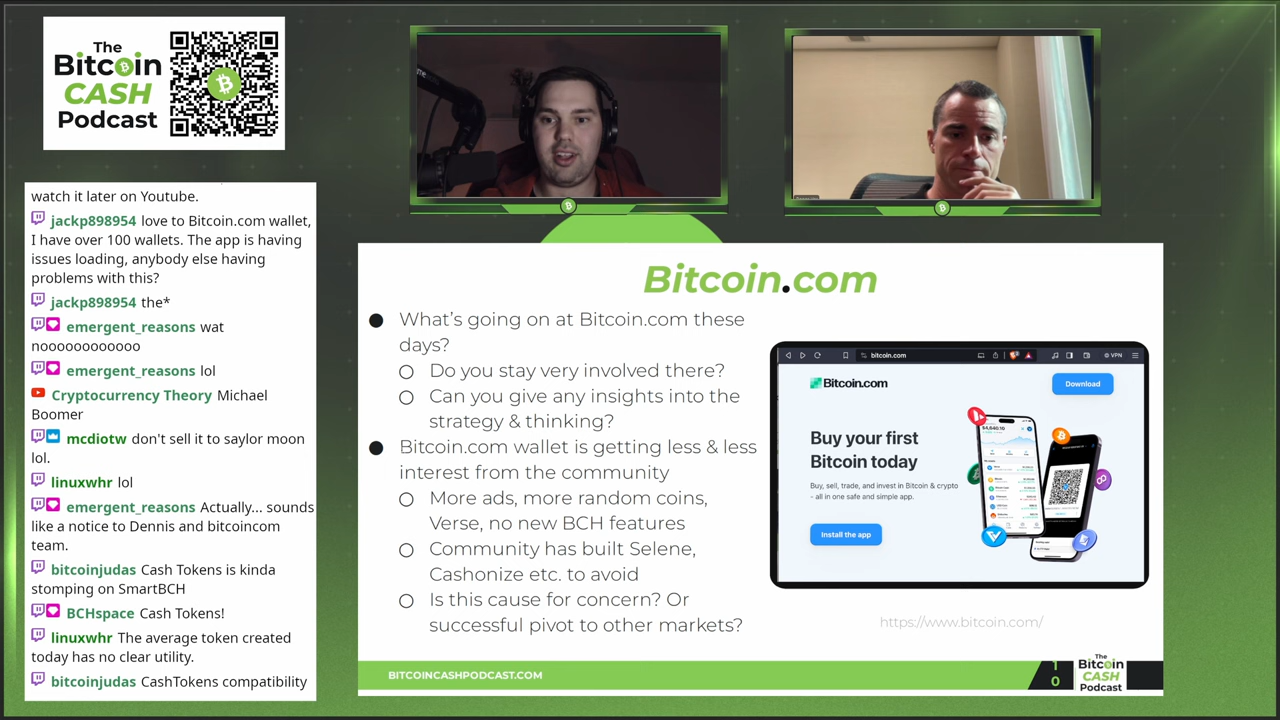 The
Bitcoin
CASH
Podcast
watch it later on Youtube.
jackp898954 love to Bitcoin.com wallet,
I have over 100 wallets. The app is having
issues loading, anybody else having
problems with this?
jackp898954 the*
emergent_reasons wat
noooooooooooo
emergent_reasons lol
Cryptocurrency Theory Michael
Boomer
mcdiotw don't sell it to saylor moon
lol.
linuxwhr lol
emergent_reasons Actually... sounds
like a notice to Dennis and bitcoincom
team.
bitcoinjudas Cash Tokens is kinda
stomping on SmartBCH
BCHspace Cash Tokens!
linuxwhr The average token created
today has no clear utility.
bitcoinjudas CashTokens compatibility
Bitcoin.com
● What's going on at Bitcoin.com these
days?
○ Do you stay very involved there?
○ Can you give any insights into the
strategy & thinking?
● Bitcoin.com wallet is getting less & less
interest from the community
○ More ads, more random coins,
Verse, no new BCH features
○ Community has built Selene,
Cashonize etc. to avoid
○ Is this cause for concern? Or
successful pivot to other markets?
bitcoin.com
VPN
Bitcoin.com
Download
Buy your first
Bitcoin today
Buy, sell, trade, and invest in Bitcoin & crypto
- all in one safe and simple app.
Install the app
https://www.bitcoin.com/
BITCOINCASHPODCAST.COM
1
0
The
Bitcoin
CASH
Podcast